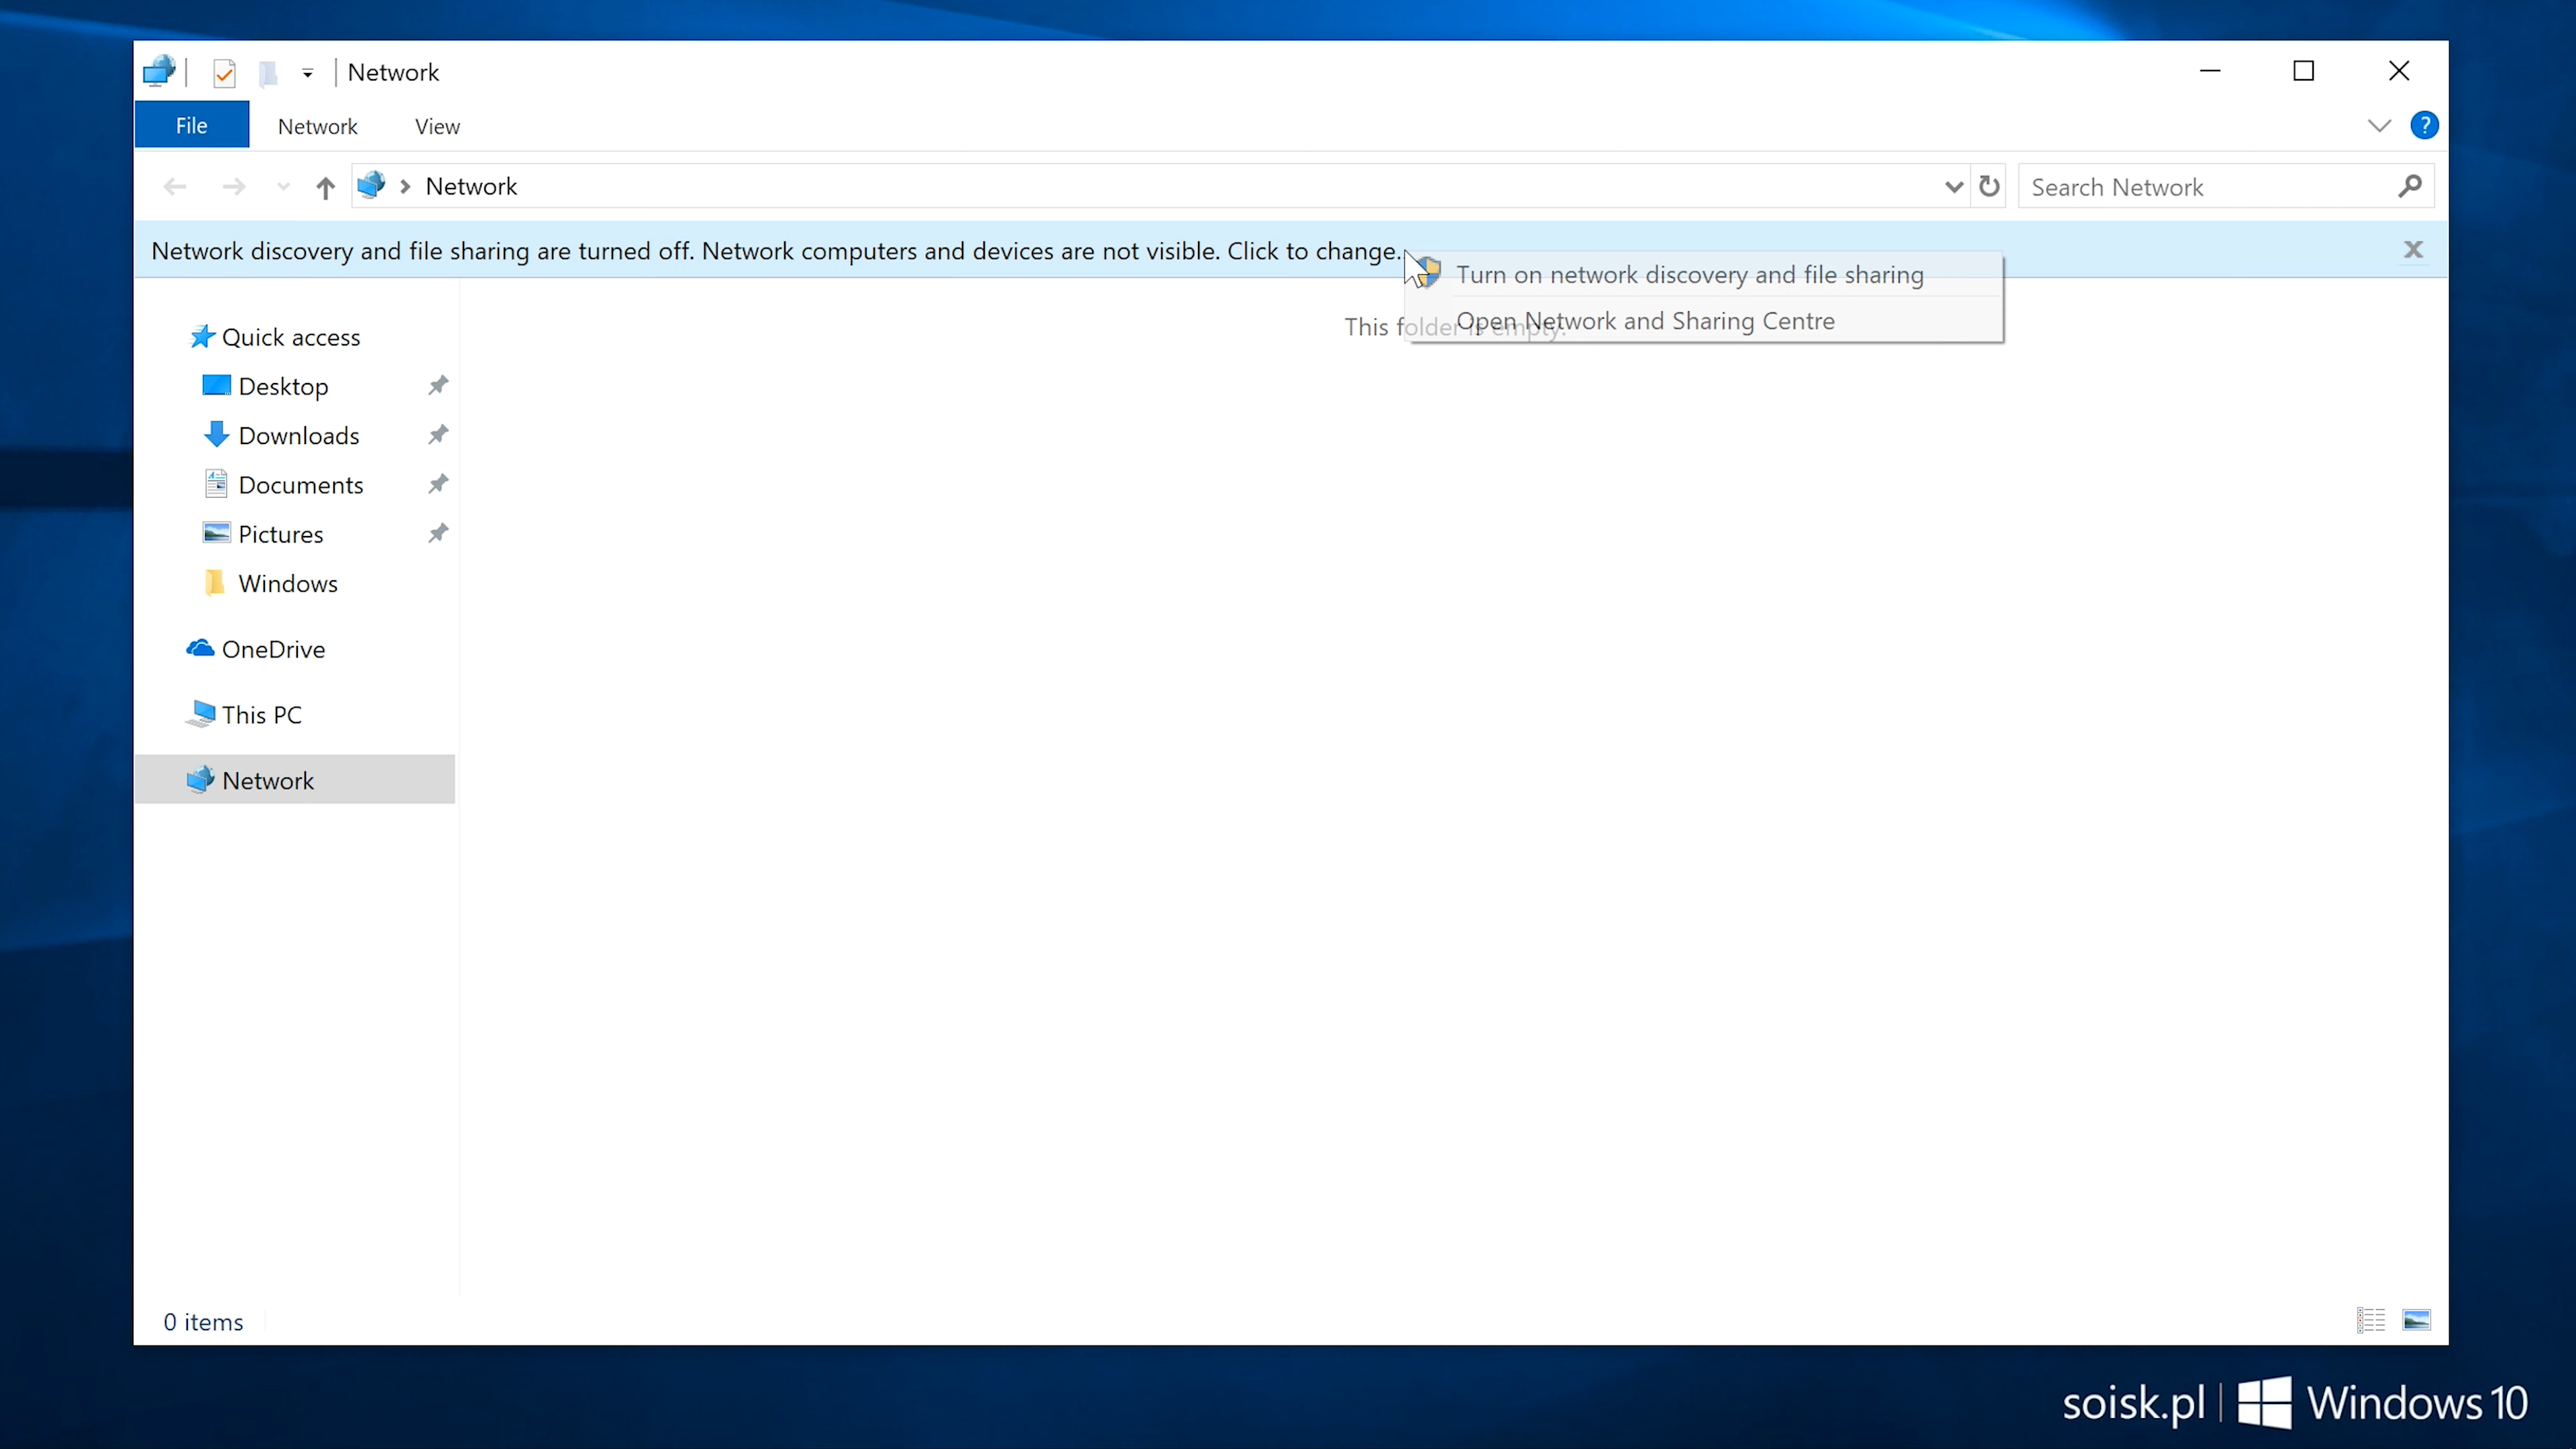 Network
File Network View
Network
Search Network
Network discovery and file sharing are turned off. Network computers and devices are not visible. Click to change...
Turn on network discovery and file sharing
Open Network and Sharing Centre
This folder is empty.
Quick access
Desktop
Downloads
Documents
Pictures
Windows
OneDrive
This PC
Network
0 items
soisk.pl | Windows 10